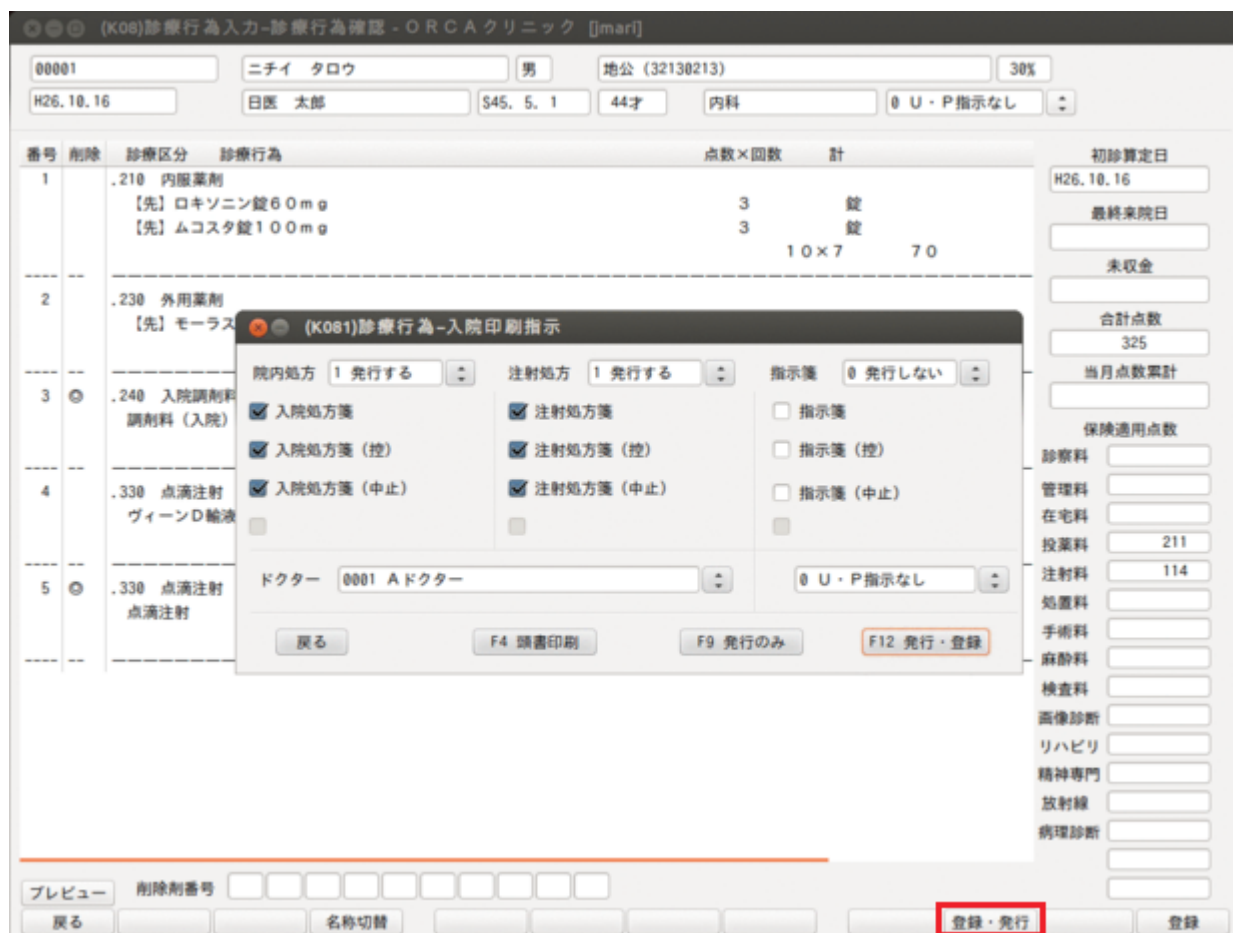 (K08)診療行為入力−診療行為確認 - ＯＲＣＡクリニック [jmari]
00001 ニチイ タロウ 男 地公 (32130213) 30%
H26.10.16 日医 太郎 S45. 5. 1 44才 内科 0 U・P指示なし
番号 削除 診療区分 診療行為 点数×回数 計
1 .210 内服薬剤
【先】ロキソニン錠６０ｍｇ 3 錠
【先】ムコスタ錠１００ｍｇ 3 錠
１０×７ ７０
2 .230 外用薬剤
【先】モーラス
3 ◎ .240 入院調剤料
調剤料（入院）
4 .330 点滴注射
ヴィーンＤ輸液
5 ◎ .330 点滴注射
点滴注射
(K081)診療行為−入院印刷指示
院内処方 1 発行する 注射処方 1 発行する 指示箋 0 発行しない
入院処方箋 注射処方箋 指示箋
入院処方箋（控） 注射処方箋（控） 指示箋（控）
入院処方箋（中止） 注射処方箋（中止） 指示箋（中止）
ドクター 0001 Ａドクター 0 U・P指示なし
戻る F4 頭書印刷 F9 発行のみ F12 発行・登録
初診算定日
H26.10.16
最終来院日
未収金
合計点数
325
当月点数累計
保険適用点数
診察料
管理料
在宅料
投薬料 211
注射料 114
処置料
手術料
麻酔料
検査料
画像診断
リハビリ
精神専門
放射線
病理診断
プレビュー 削除剤番号
戻る 名称切替 登録・発行 登録